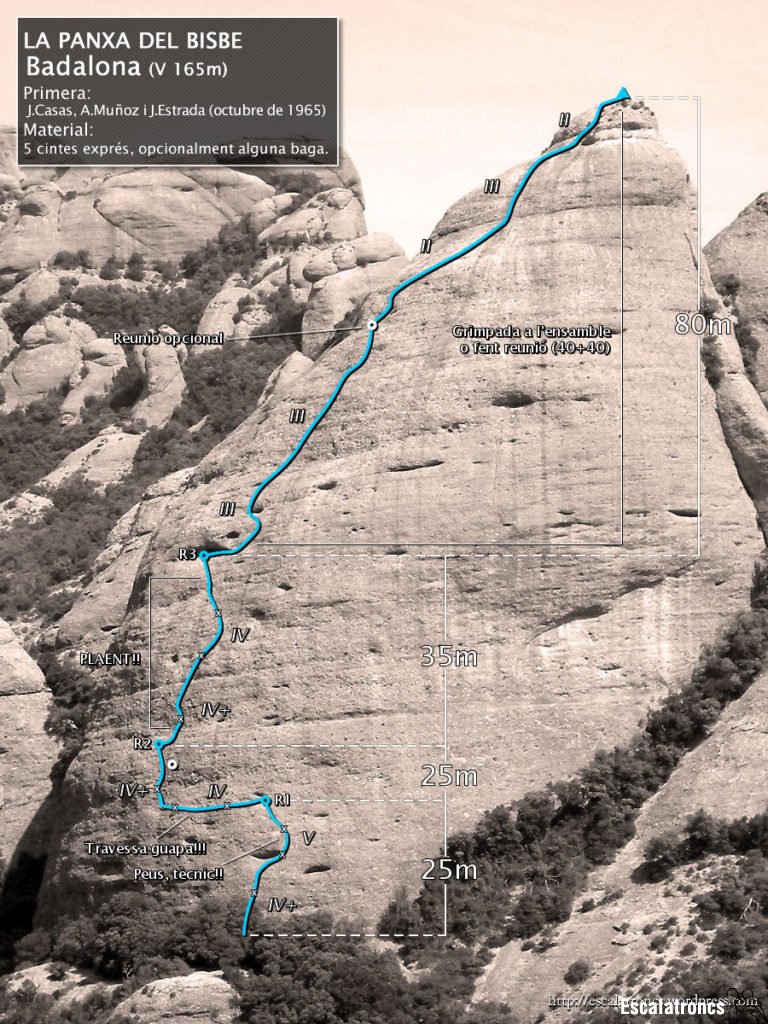 LA PANXA DEL BISBE
Badalona (V 165m)
Primera:
J.Casas, A.Muñoz i J.Estrada (octubre de 1965)
Material:
5 cintes exprés, opcionalment alguna baga.
II
III
II
Reunió opcional
Grimpada a l'ensamble
o fent reunió (40+40)
80m
III
III
R3
IV
PLAENT!!
35m
IV+
R2
IV+
IV
25m
R1
Travessa guapa!!!
V
Peus, tècnic!!
25m
IV+
http://escalatroncs.wordpress.com
Escalatroncs